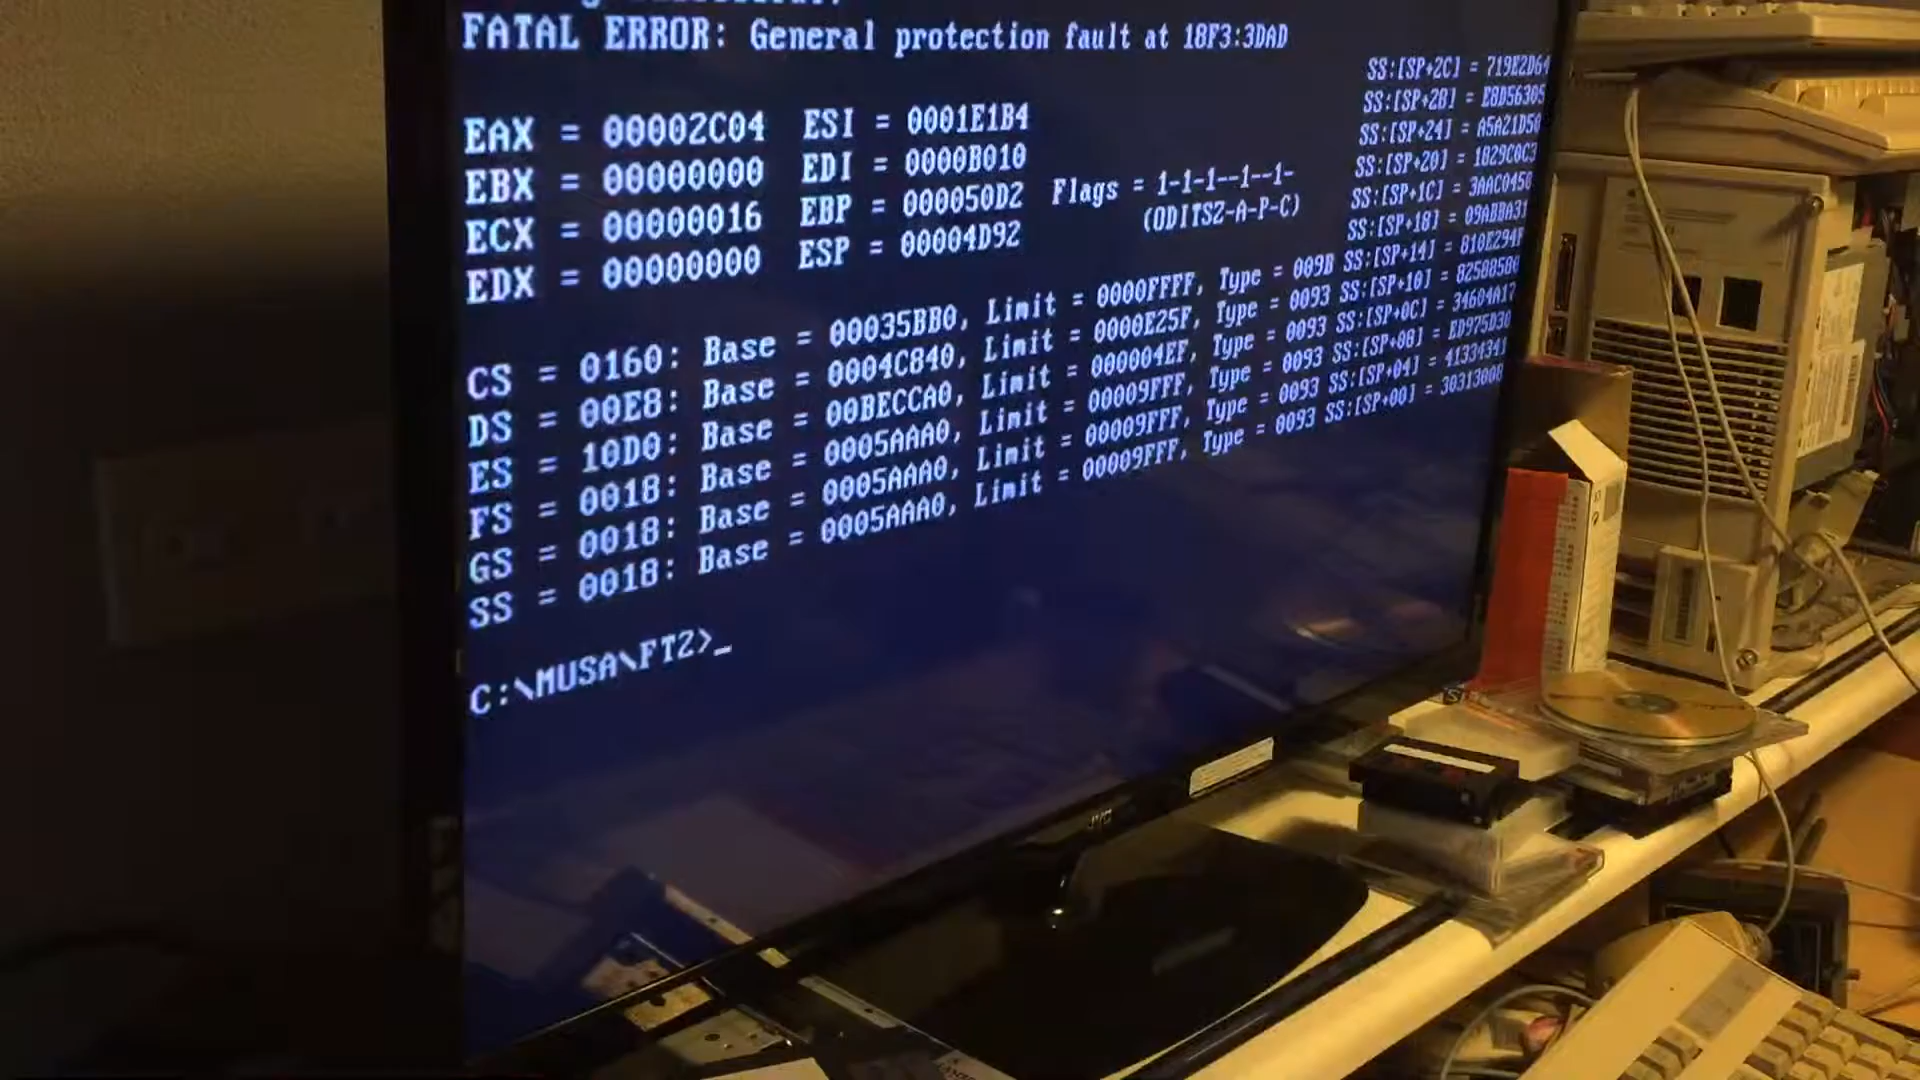 FATAL ERROR: General protection fault at 18F3:3DAD
EAX = 00002C04 ESI = 0001E1B4
EBX = 00000000 EDI = 0000B010
ECX = 00000016 EBP = 000050D2
EDX = 00000000 ESP = 00004D92
Flags = 1-1-1--1--1-
(ODITSZ-A-P-C)
SS:[SP+2C] = 719E2D64
SS:[SP+28] = E8D56305
SS:[SP+24] = A5A21D50
SS:[SP+20] = 1829C0C3
SS:[SP+1C] = 3AAC0450
SS:[SP+18] = 09ABBA31
CS = 0160: Base = 00035BB0, Limit = 0000FFFF, Type = 009B SS:[SP+14] = 810E294F
DS = 00E8: Base = 0004C840, Limit = 0000E25F, Type = 0093 SS:[SP+10] = 82500500
ES = 10D0: Base = 00BECCA0, Limit = 000004EF, Type = 0093 SS:[SP+0C] = 34604A17
FS = 0018: Base = 0005AAA0, Limit = 00009FFF, Type = 0093 SS:[SP+08] = ED975D30
GS = 0018: Base = 0005AAA0, Limit = 00009FFF, Type = 0093 SS:[SP+04] = 41334341
SS = 0018: Base = 0005AAA0, Limit = 00009FFF, Type = 0093 SS:[SP+00] = 30313000
C:\MUSA\FT2>_
JVC